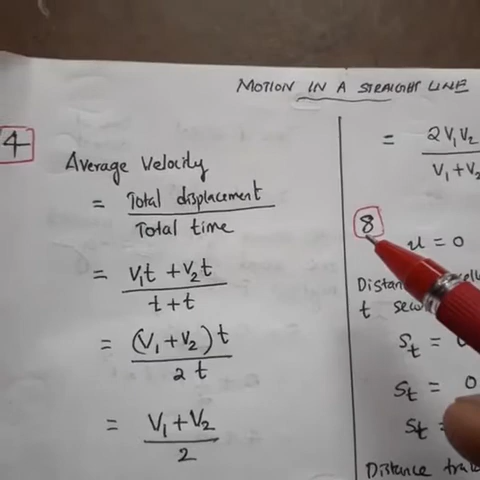 MOTION IN A STRAIGHT LINE
4
Average Velocity
= Total displacement / Total time
= V₁t + V₂t / t + t
= (V₁ + V₂) t / 2 t
= V₁ + V₂ / 2
= 2V₁V₂ / V₁ + V₂
8
u = 0
t
St =
St = 0
St =
Distance